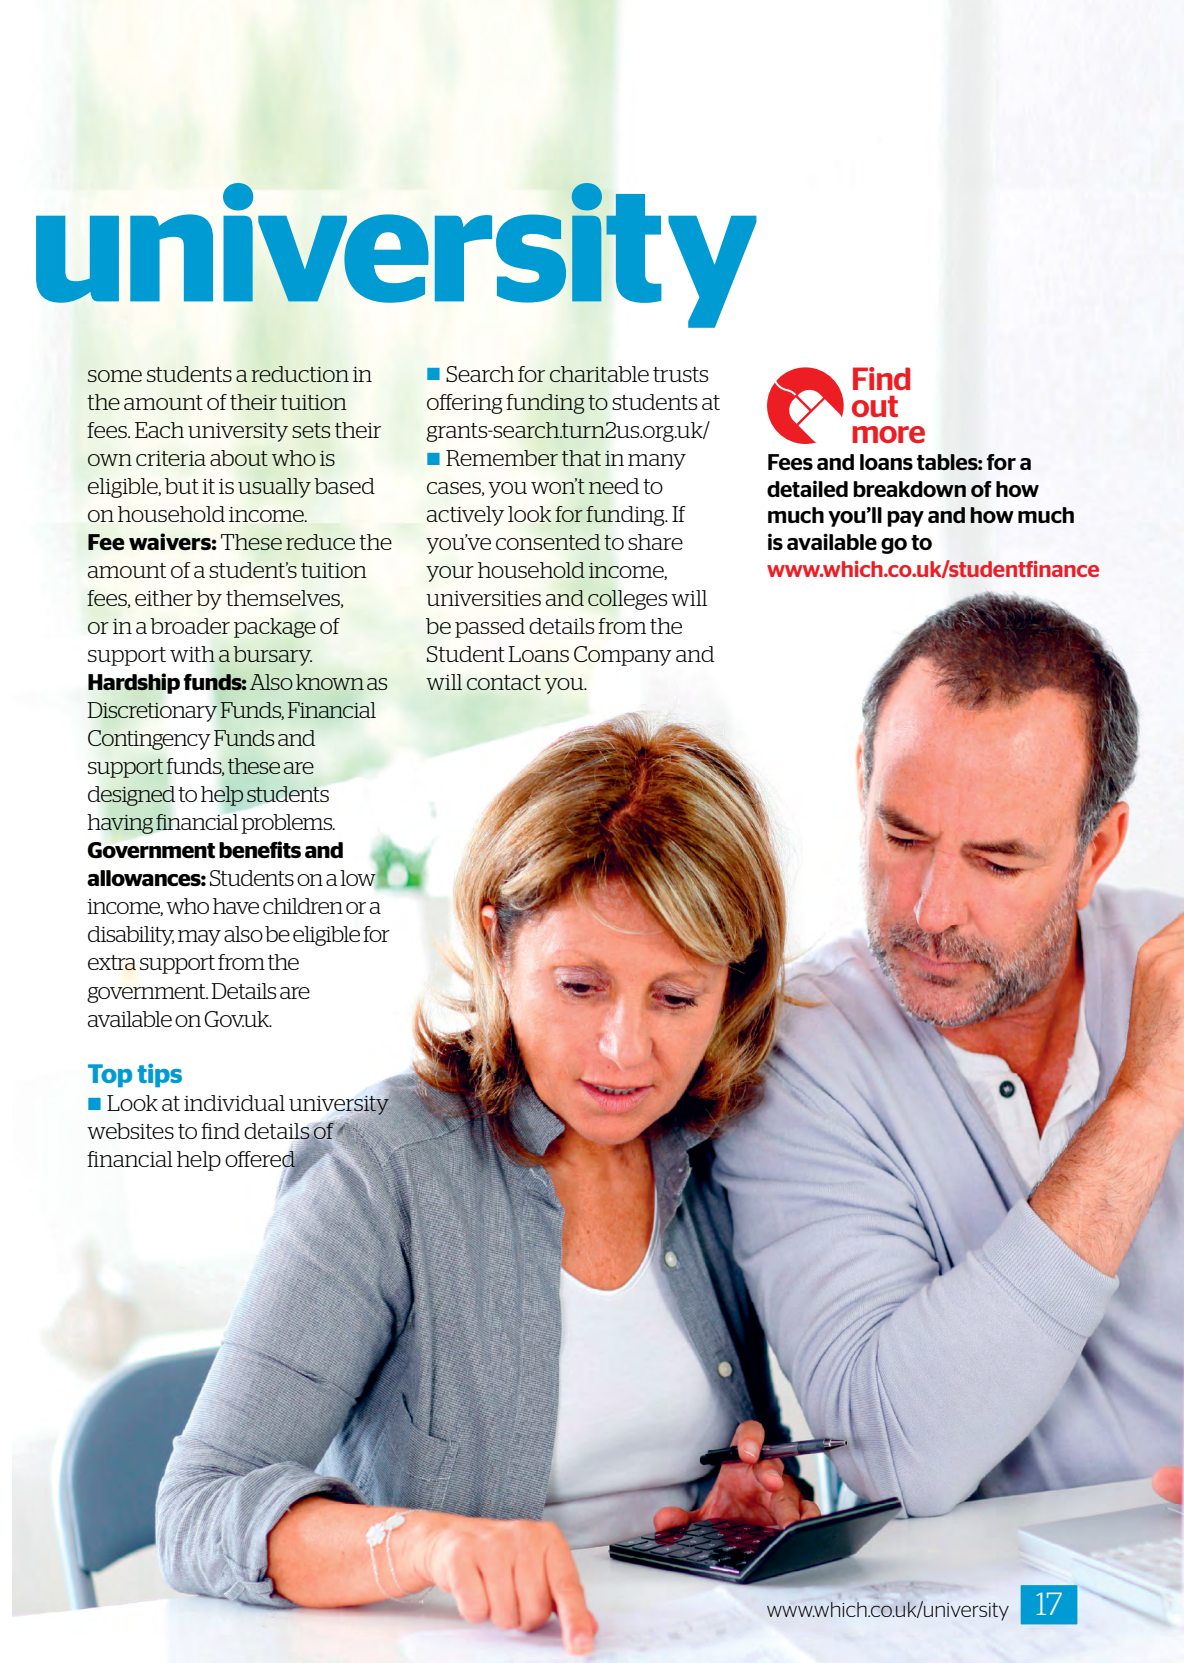 university
some students a reduction in
the amount of their tuition
fees. Each university sets their
own criteria about who is
eligible, but it is usually based
on household income.
Fee waivers: These reduce the
amount of a student's tuition
fees, either by themselves,
or in a broader package of
support with a bursary.
Hardship funds: Also known as
Discretionary Funds, Financial
Contingency Funds and
support funds, these are
designed to help students
having financial problems.
Government benefits and
allowances: Students on a low
income, who have children or a
disability, may also be eligible for
extra support from the
government. Details are
available on Gov.uk.
Top tips
■ Look at individual university
websites to find details of
financial help offered
■ Search for charitable trusts
offering funding to students at
grants-search.turn2us.org.uk/
■ Remember that in many
cases, you won't need to
actively look for funding. If
you've consented to share
your household income,
universities and colleges will
be passed details from the
Student Loans Company and
will contact you.
Find
out
more
Fees and loans tables: for a
detailed breakdown of how
much you'll pay and how much
is available go to
www.which.co.uk/studentfinance
www.which.co.uk/university 17